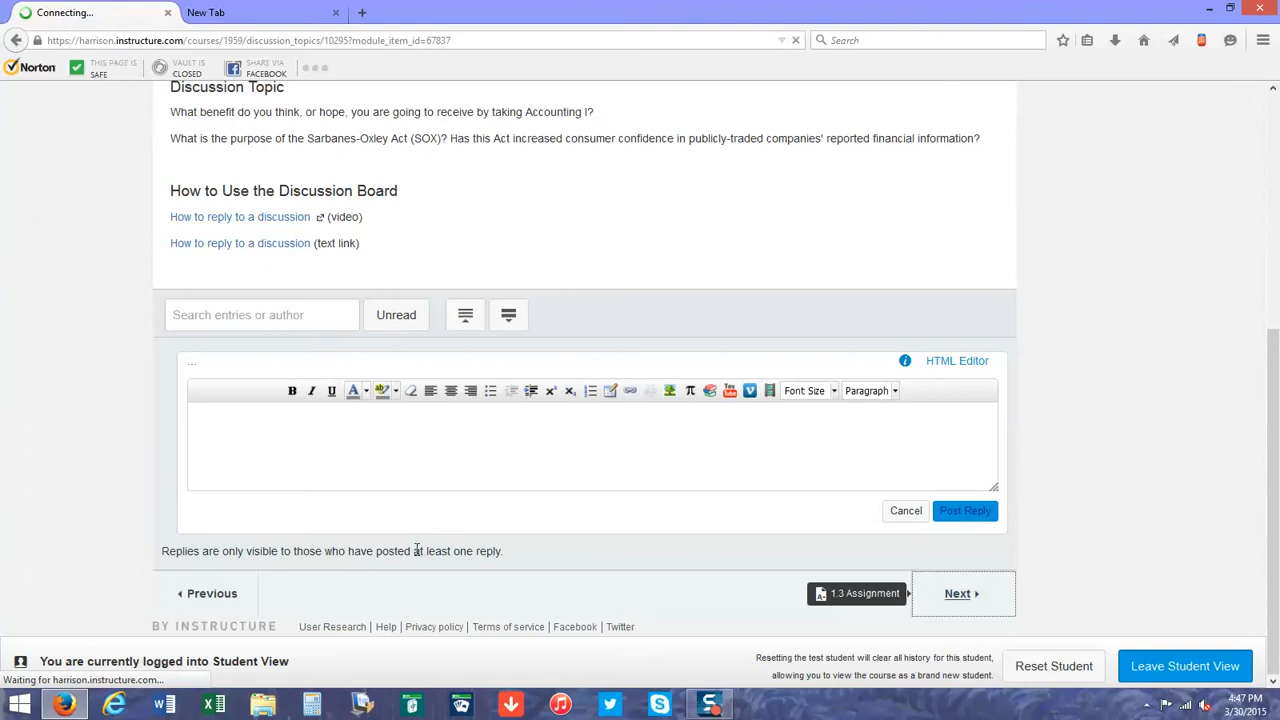 Connecting...
New Tab
https://harrison.instructure.com/courses/1959/discussion_topics/10295?module_item_id=67837
Search
Norton
THIS PAGE IS
SAFE
VAULT IS
CLOSED
SHARE VIA
FACEBOOK
Discussion Topic
What benefit do you think, or hope, you are going to receive by taking Accounting I?
What is the purpose of the Sarbanes-Oxley Act (SOX)? Has this Act increased consumer confidence in publicly-traded companies' reported financial information?
How to Use the Discussion Board
How to reply to a discussion (video)
How to reply to a discussion (text link)
Search entries or author
Unread
...
HTML Editor
Font Size
Paragraph
Cancel
Post Reply
Replies are only visible to those who have posted at least one reply.
Previous
1.3 Assignment
Next
BY INSTRUCTURE
User Research | Help | Privacy policy | Terms of service | Facebook | Twitter
You are currently logged into Student View
Resetting the test student will clear all history for this student,
allowing you to view the course as a brand new student.
Reset Student
Leave Student View
Waiting for harrison.instructure.com...
4:47 PM
3/30/2015